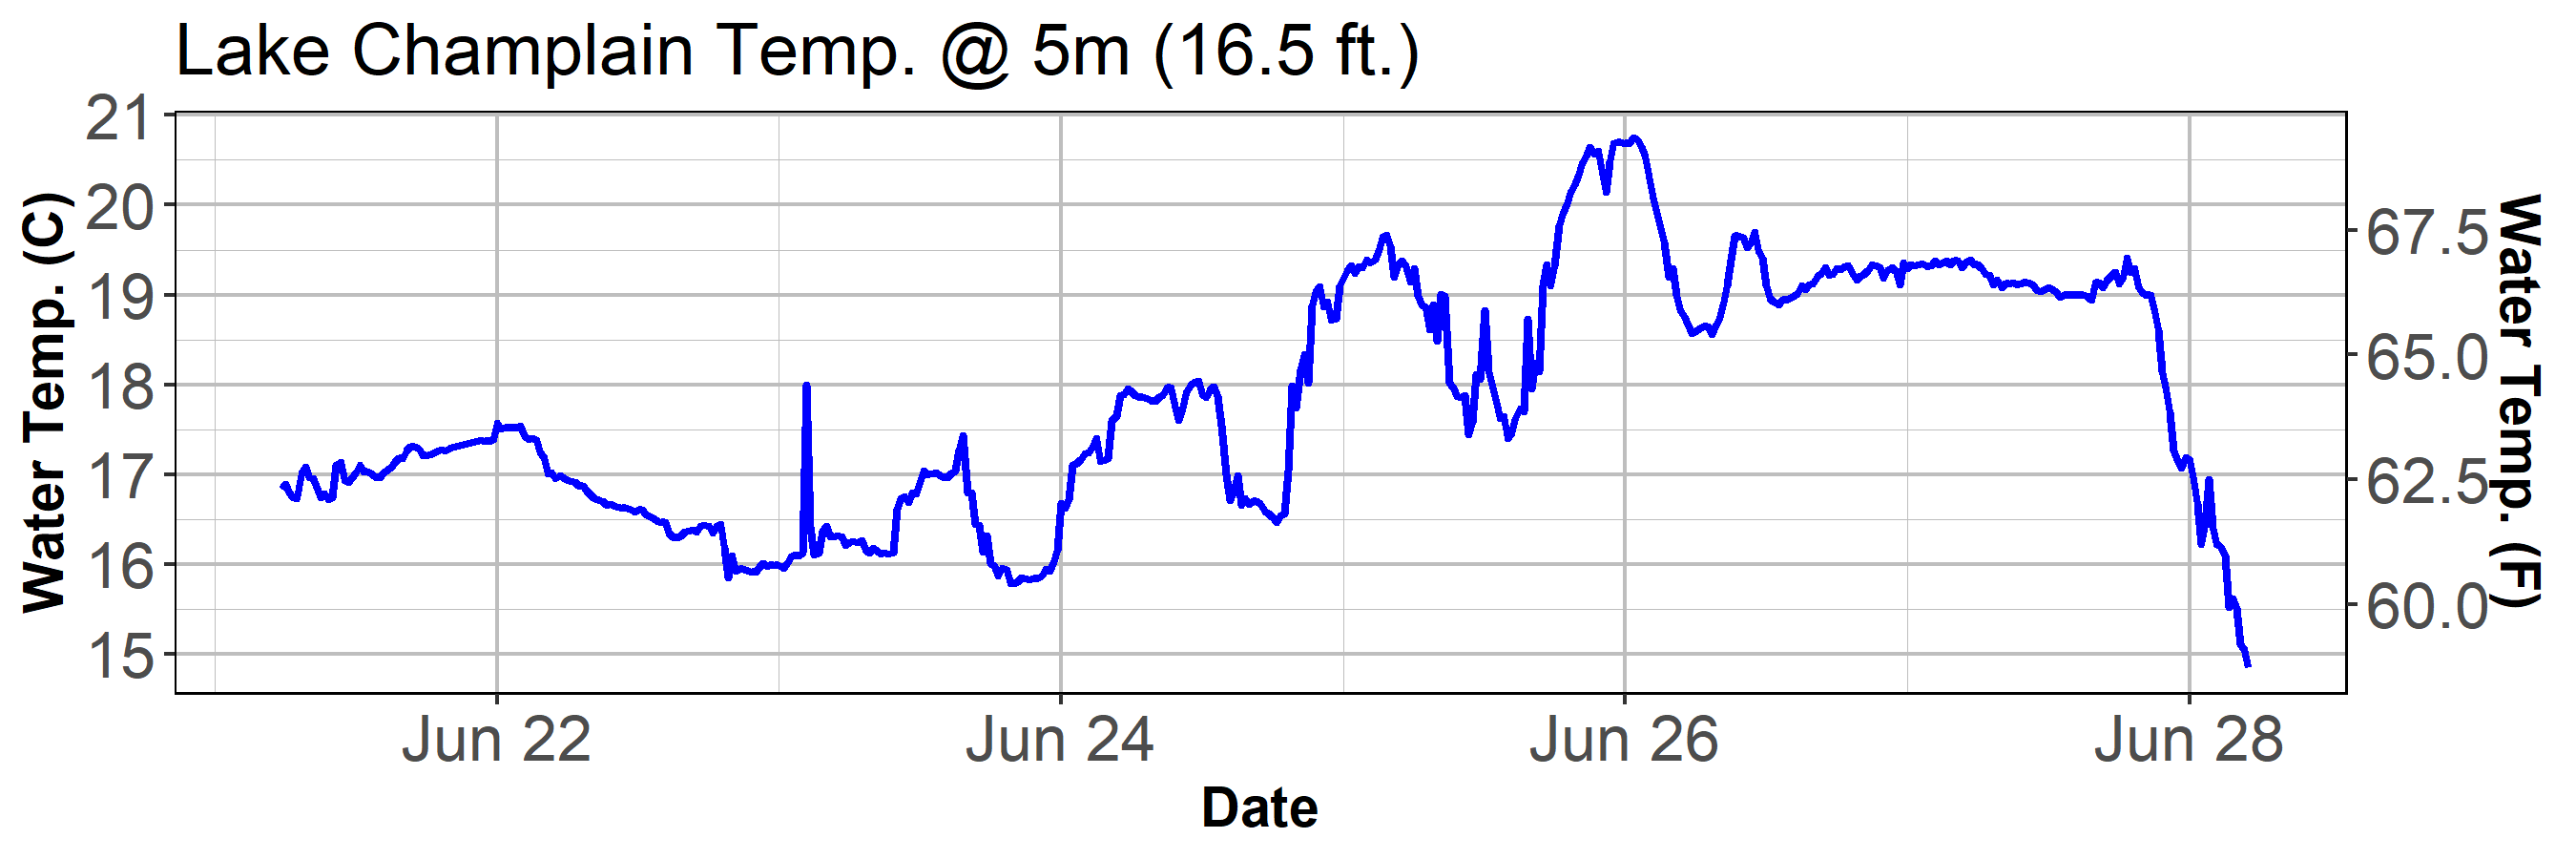 Lake Champlain Temp. @ 5m (16.5 ft.)
Water Temp. (C)
21
20
19
18
17
16
15
67.5
65.0
62.5
60.0
Water Temp. (F)
Jun 22
Jun 24
Jun 26
Jun 28
Date